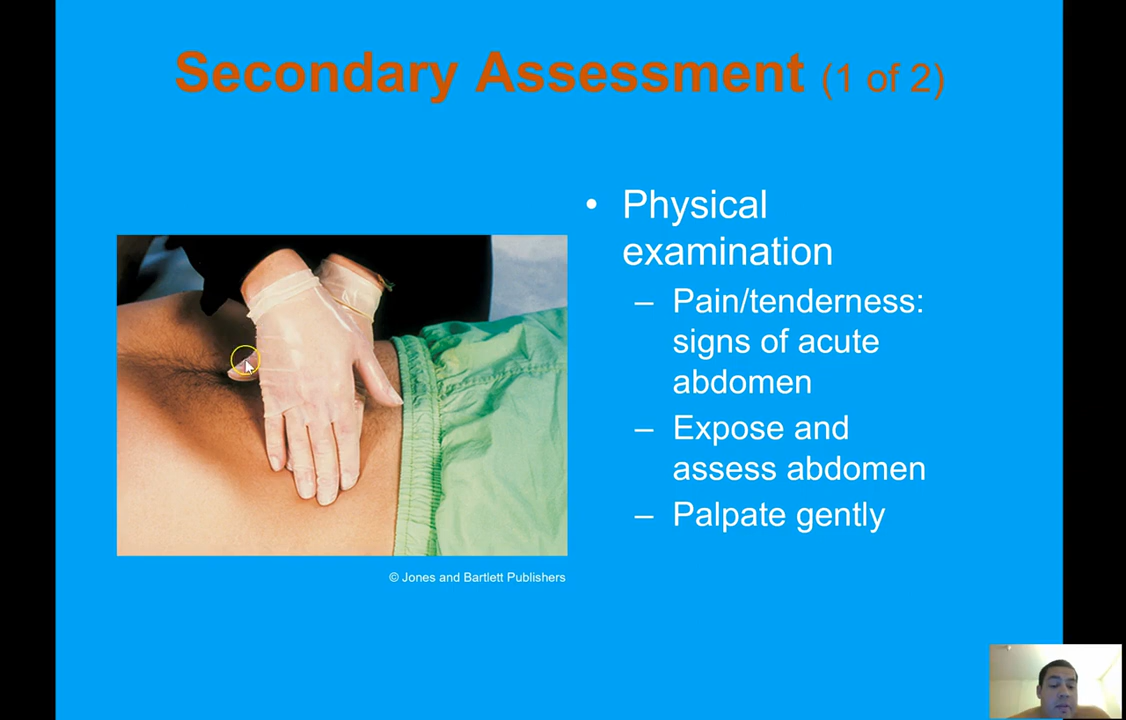 Secondary Assessment (1 of 2)
• Physical
examination
– Pain/tenderness:
signs of acute
abdomen
– Expose and
assess abdomen
– Palpate gently
© Jones and Bartlett Publishers